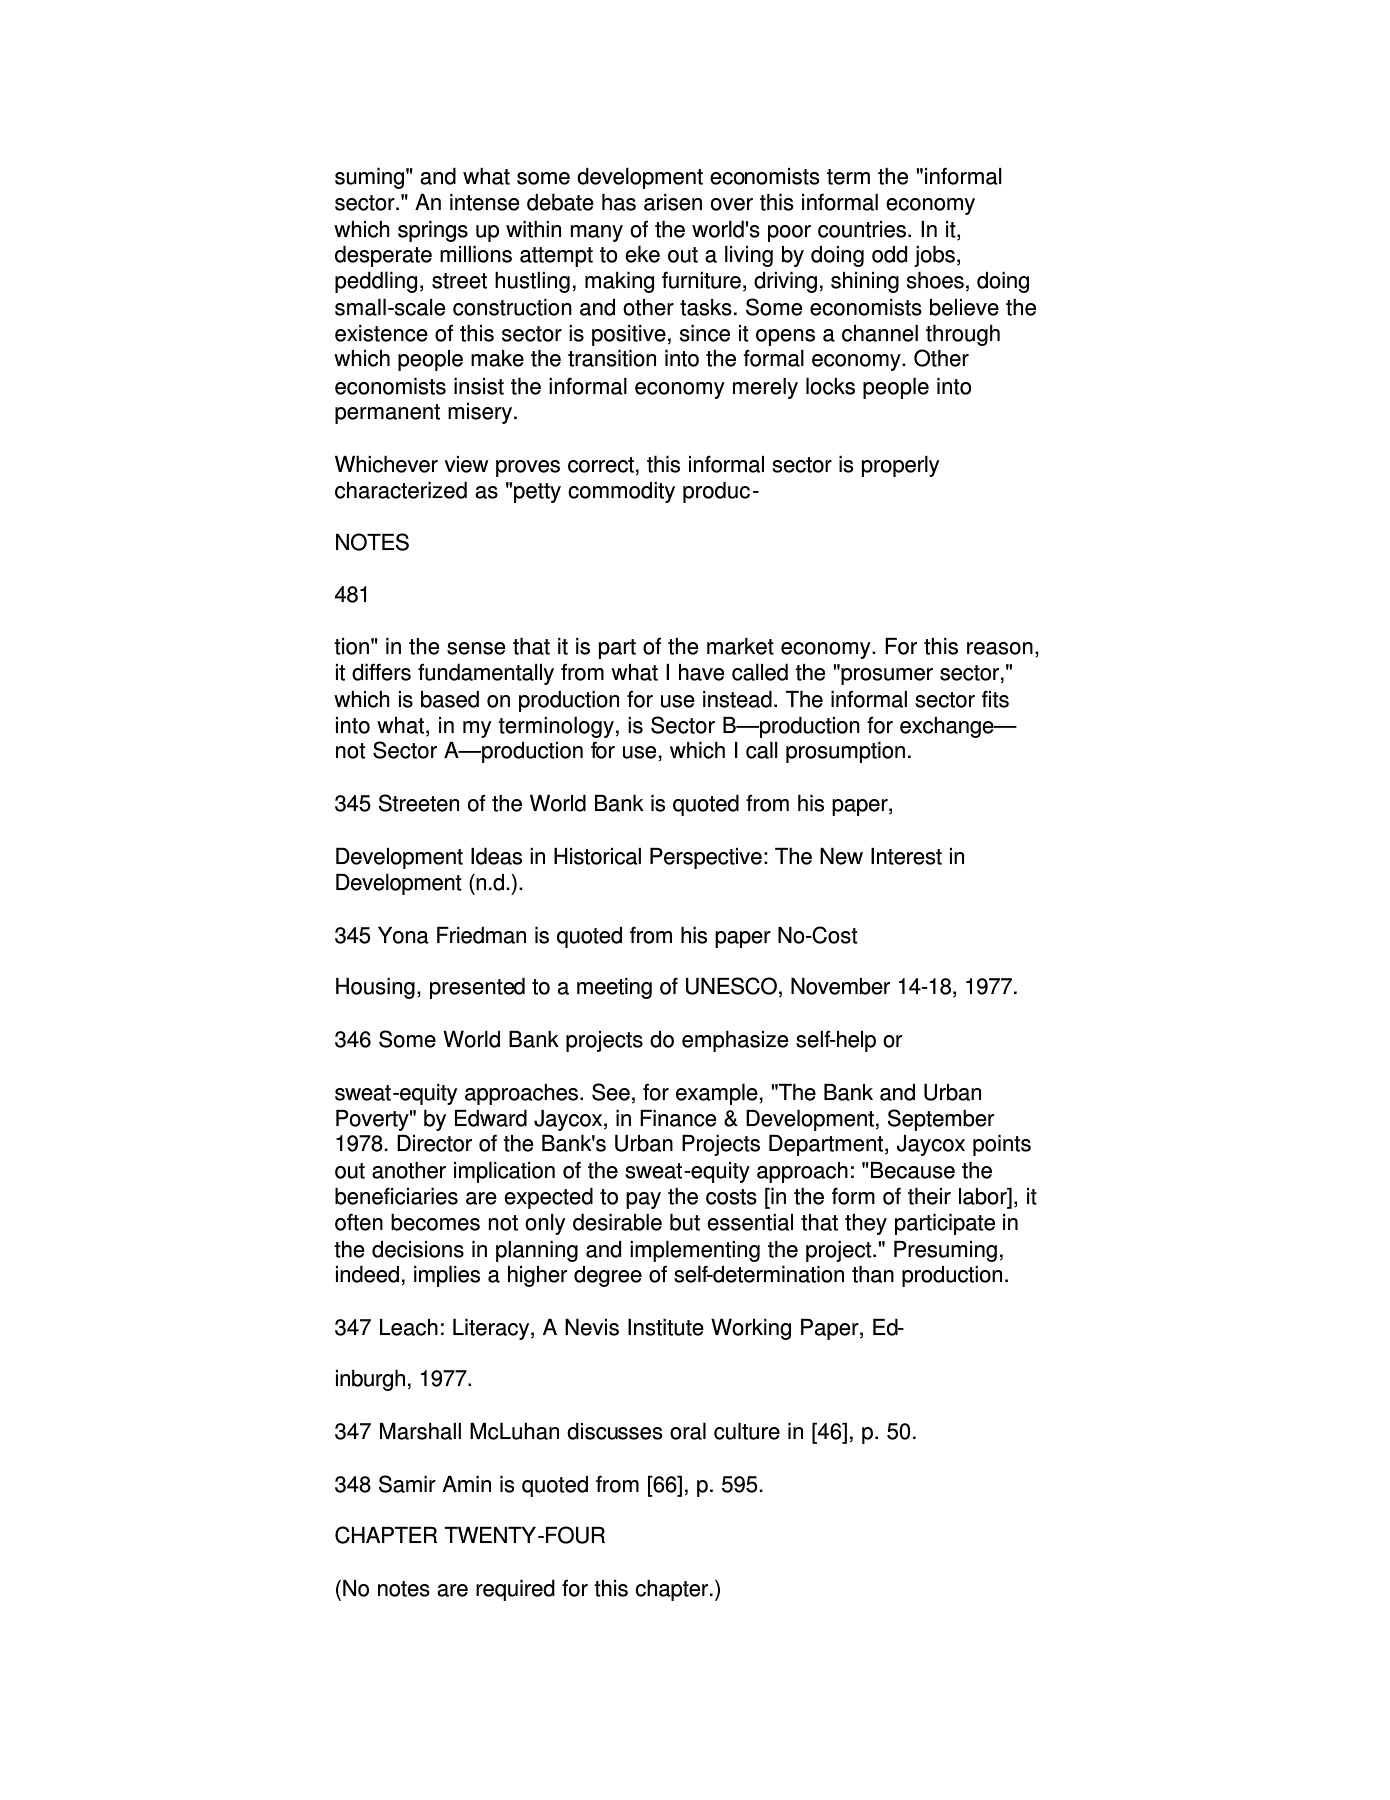 suming" and what some development economists term the "informal
sector." An intense debate has arisen over this informal economy
which springs up within many of the world's poor countries. In it,
desperate millions attempt to eke out a living by doing odd jobs,
peddling, street hustling, making furniture, driving, shining shoes, doing
small-scale construction and other tasks. Some economists believe the
existence of this sector is positive, since it opens a channel through
which people make the transition into the formal economy. Other
economists insist the informal economy merely locks people into
permanent misery.
Whichever view proves correct, this informal sector is properly
characterized as "petty commodity produc-
NOTES
481
tion" in the sense that it is part of the market economy. For this reason,
it differs fundamentally from what I have called the "prosumer sector,"
which is based on production for use instead. The informal sector fits
into what, in my terminology, is Sector B—production for exchange—
not Sector A—production for use, which I call prosumption.
345 Streeten of the World Bank is quoted from his paper,
Development Ideas in Historical Perspective: The New Interest in
Development (n.d.).
345 Yona Friedman is quoted from his paper No-Cost
Housing, presented to a meeting of UNESCO, November 14-18, 1977.
346 Some World Bank projects do emphasize self-help or
sweat-equity approaches. See, for example, "The Bank and Urban
Poverty" by Edward Jaycox, in Finance & Development, September
1978. Director of the Bank's Urban Projects Department, Jaycox points
out another implication of the sweat-equity approach: "Because the
beneficiaries are expected to pay the costs [in the form of their labor], it
often becomes not only desirable but essential that they participate in
the decisions in planning and implementing the project." Presuming,
indeed, implies a higher degree of self-determination than production.
347 Leach: Literacy, A Nevis Institute Working Paper, Ed-
inburgh, 1977.
347 Marshall McLuhan discusses oral culture in [46], p. 50.
348 Samir Amin is quoted from [66], p. 595.
CHAPTER TWENTY-FOUR
(No notes are required for this chapter.)